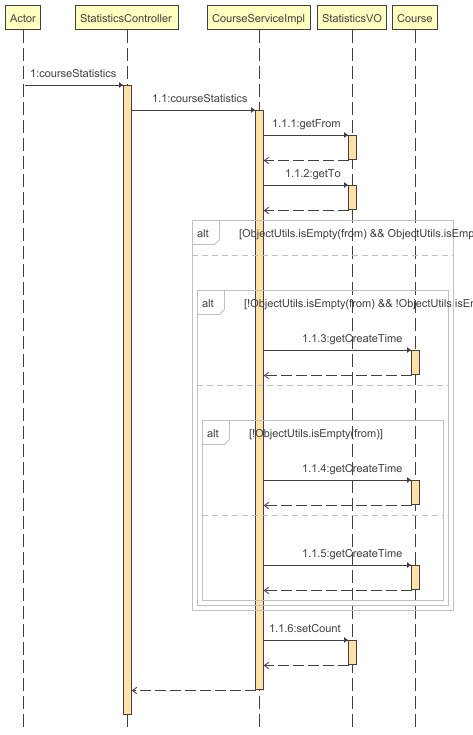 Actor
StatisticsController
CourseServiceImpl
StatisticsVO
Course
1:courseStatistics
1.1:courseStatistics
1.1.1:getFrom
1.1.2:getTo
alt [ObjectUtils.isEmpty(from) && ObjectUtils.isEmp
alt [!ObjectUtils.isEmpty(from) && !ObjectUtils.isEm
1.1.3:getCreateTime
alt [!ObjectUtils.isEmpty(from)]
1.1.4:getCreateTime
1.1.5:getCreateTime
1.1.6:setCount